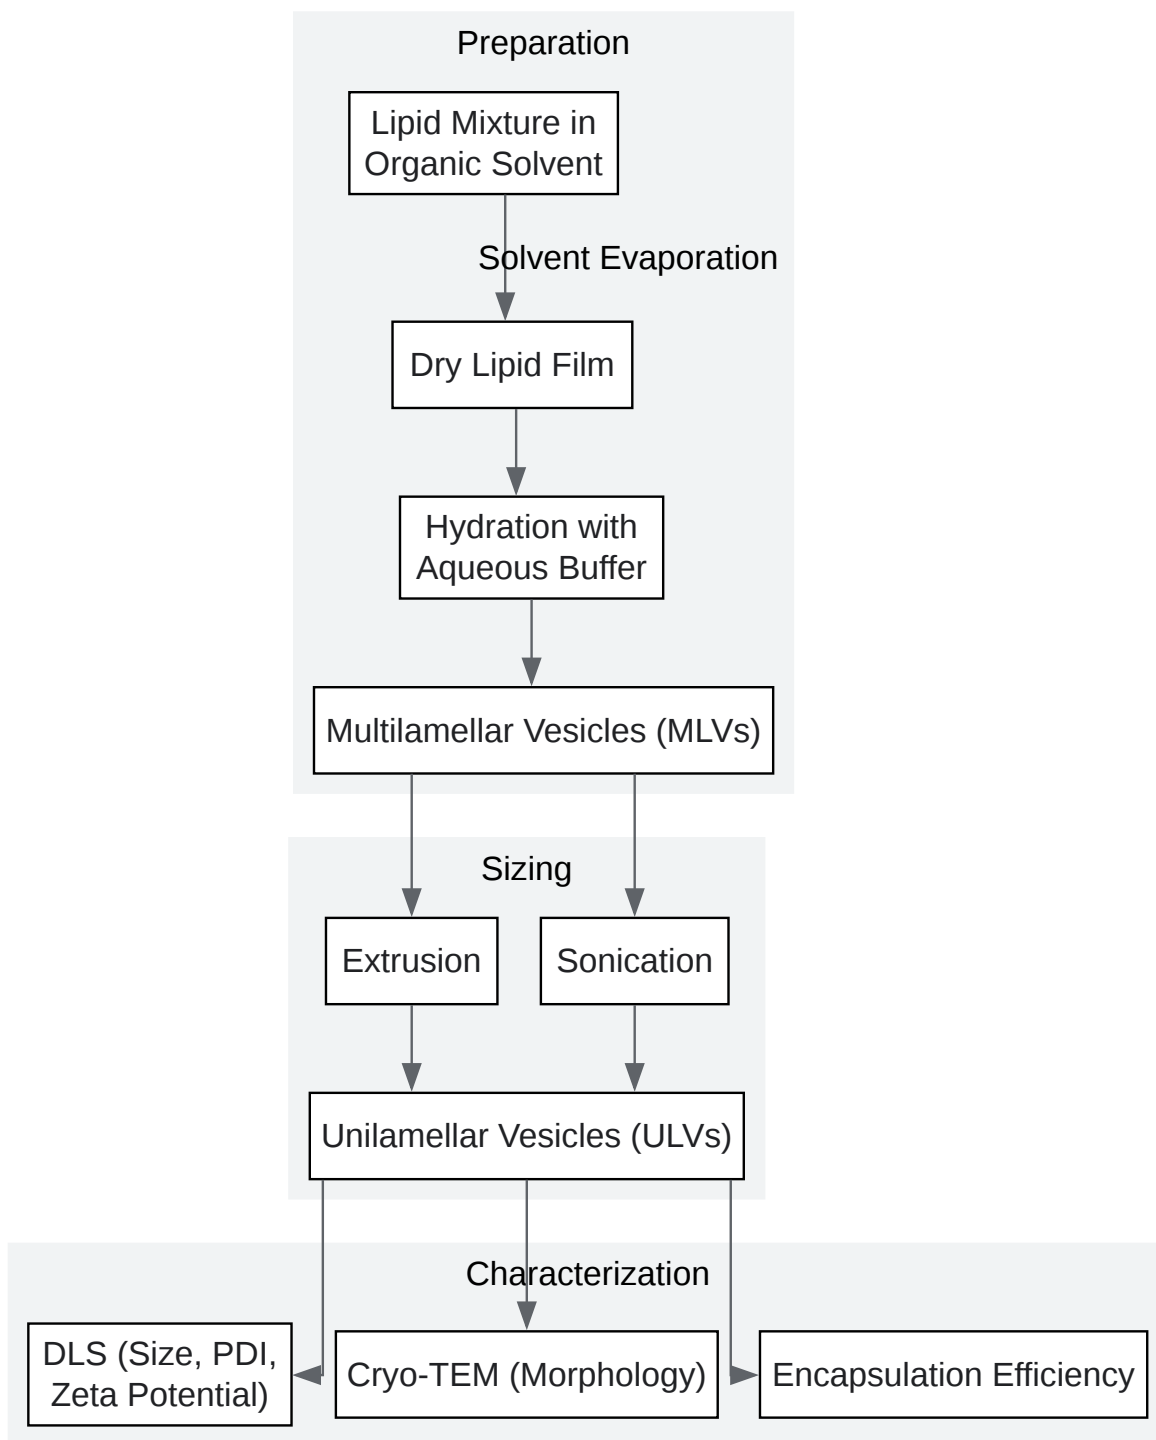 Preparation
Lipid Mixture in
Organic Solvent
Solvent Evaporation
Dry Lipid Film
Hydration with
Aqueous Buffer
Multilamellar Vesicles (MLVs)
Sizing
Extrusion
Sonication
Unilamellar Vesicles (ULVs)
Characterization
DLS (Size, PDI,
Zeta Potential)
Cryo-TEM (Morphology)
Encapsulation Efficiency